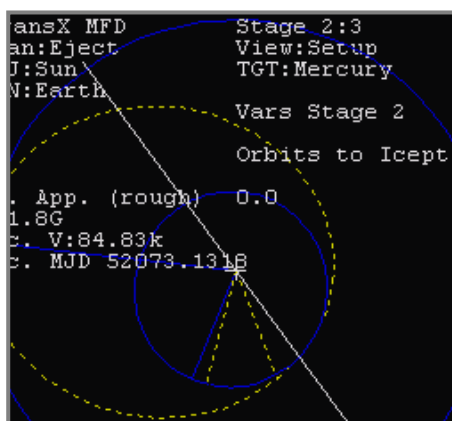 ansX MFD Stage 2:3
an:Eject View:Setup
J:Sun TGT:Mercury
N:Earth
Vars Stage 2
Orbits to Icept
. App. (rough) 0.0
1.8G
c. V:84.83k
c. MJD 52073.1318